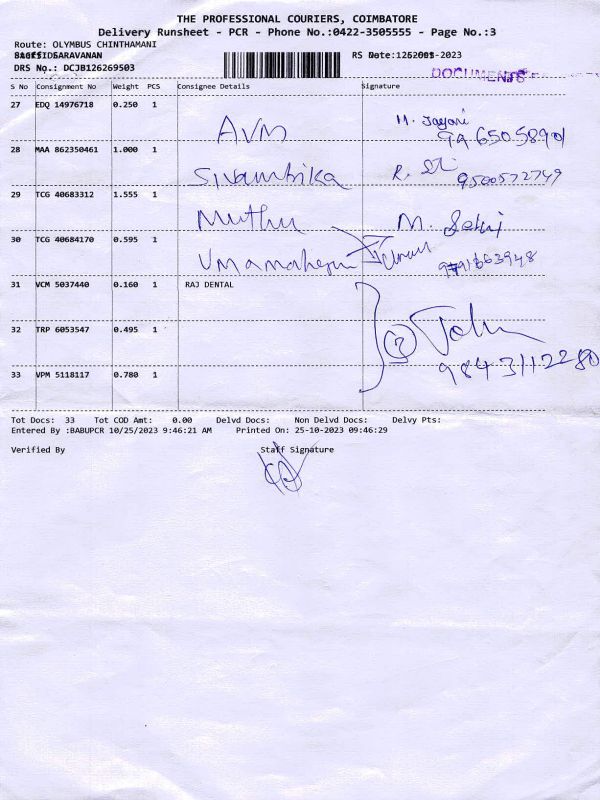 THE PROFESSIONAL COURIERS, COIMBATORE
Delivery Runsheet - PCR - Phone No.:0422-3505555 - Page No.:3
Route: OLYMBUS CHINTHAMANI
SARAVANAN RS Date: -2023
DRS No.: DCJB126269503 DOCUMENTS
S No Consignment No Weight PCS Consignee Details Signature
27 EDQ 14976718 0.250 1
AVM
28 MAA 862350461 1.000 1
Sivambika R. 9500572749
29 TCG 40683312 1.555 1
Muthu M. Selvi
30 TCG 40684170 0.595 1
Umamaheswari
31 VCM 5037440 0.160 1 RAJ DENTAL
32 TRP 6053547 0.495 1
9843112280
33 VPM 5118117 0.780 1
Tot Docs: 33 Tot COD Amt: 0.00 Delvd Docs: Non Delvd Docs: Delvy Pts:
Entered By :BABUPCR 10/25/2023 9:46:21 AM Printed On: 25-10-2023 09:46:29
Verified By Staff Signature